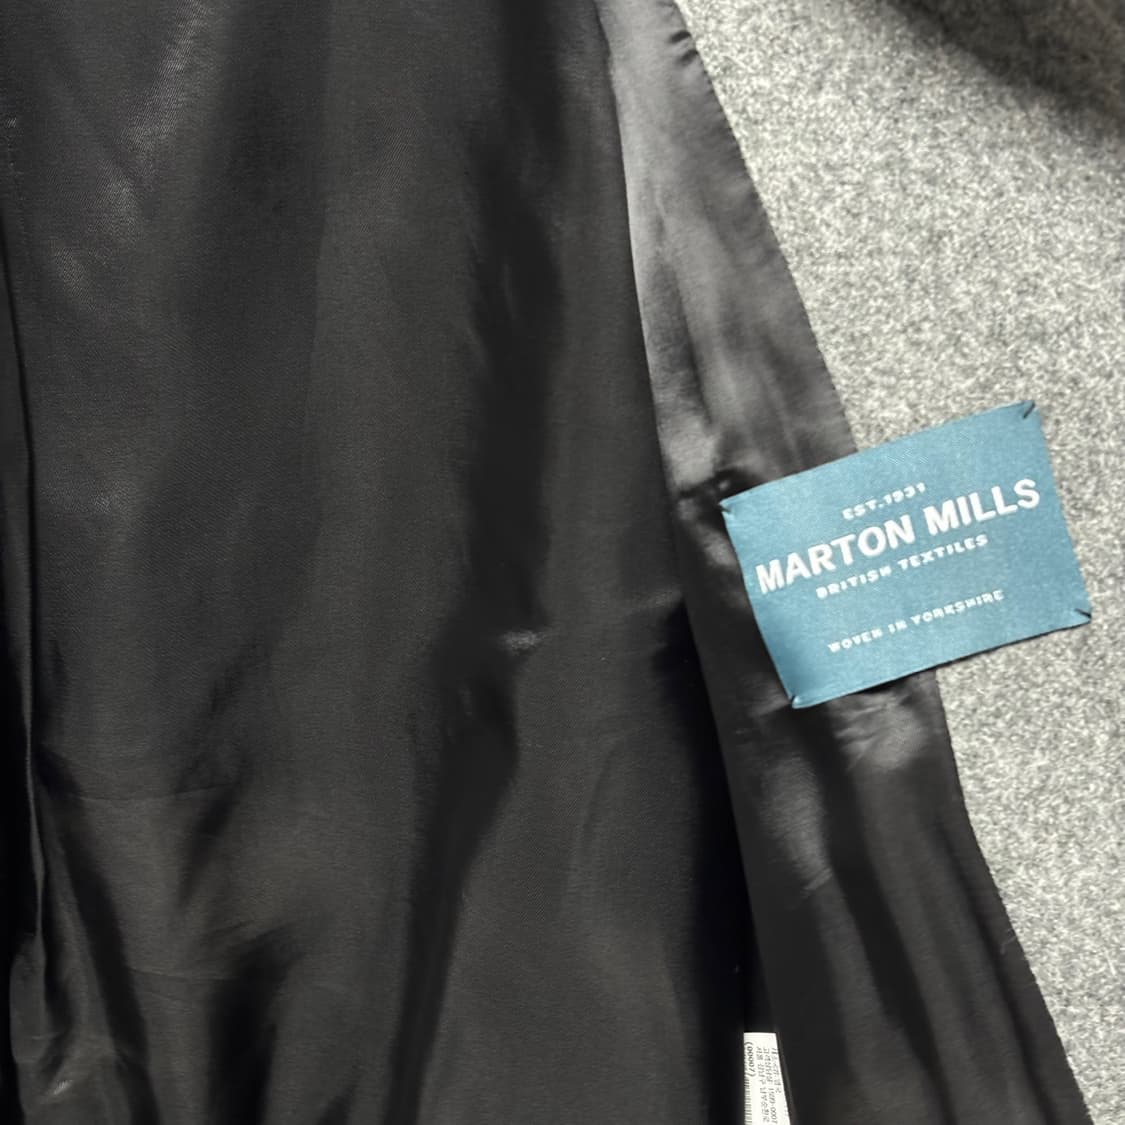 EST.1931
MARTON MILLS
BRITISH TEXTILES
WOVEN IN YORKSHIRE